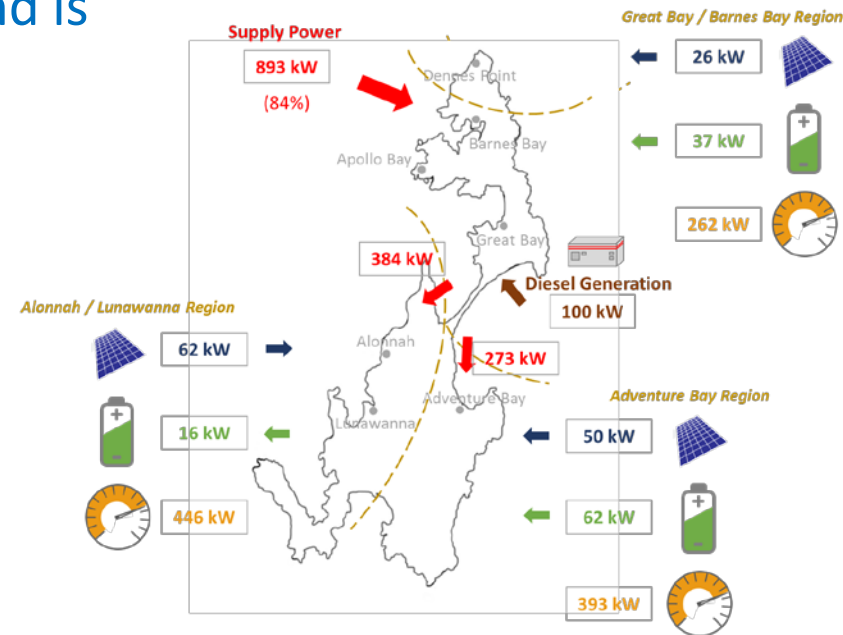 nd is
Great Bay / Barnes Bay Region
Supply Power
893 kW
(84%)
26 kW
37 kW
262 kW
Dennes Point
Barnes Bay
Apollo Bay
Great Bay
384 kW
Diesel Generation
100 kW
Alonnah / Lunawanna Region
62 kW
16 kW
446 kW
Alonnah
Lunawanna
273 kW
Adventure Bay
Adventure Bay Region
50 kW
62 kW
393 kW